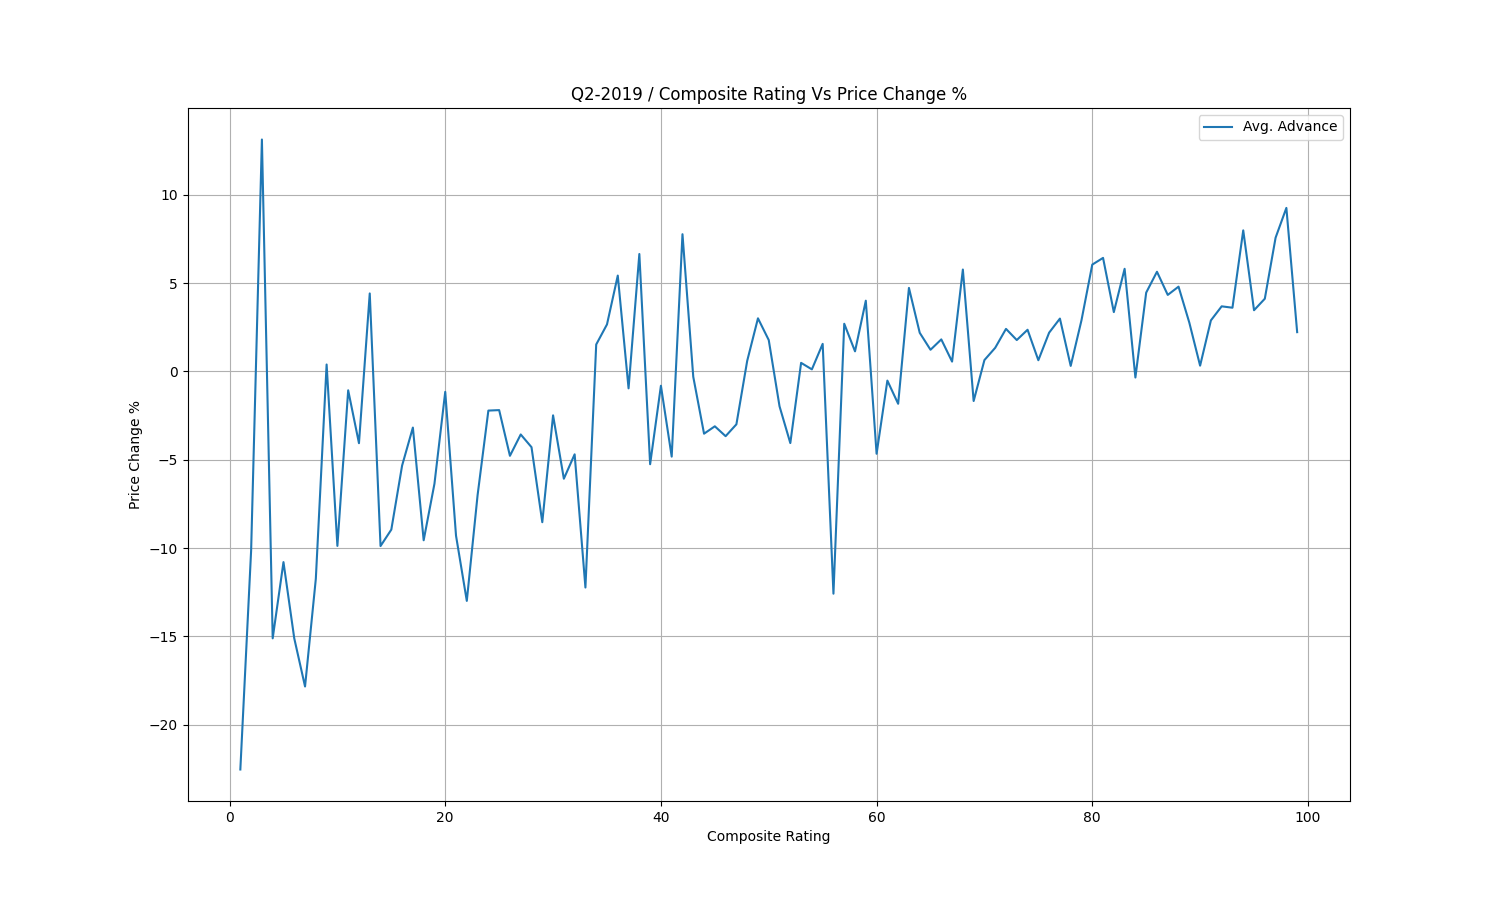 Q2-2019 / Composite Rating Vs Price Change %
Avg. Advance
10
5
0
−5
−10
−15
−20
Price Change %
0 20 40 60 80 100
Composite Rating